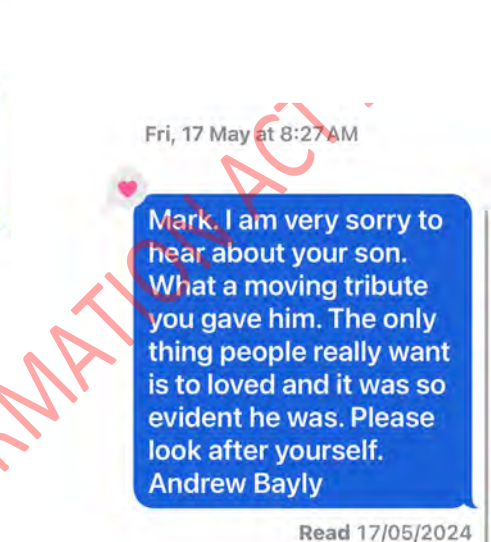 Fri, 17 May at 8:27 AM
Mark. I am very sorry to
hear about your son.
What a moving tribute
you gave him. The only
thing people really want
is to loved and it was so
evident he was. Please
look after yourself.
Andrew Bayly
Read 17/05/2024
RMATION ACT